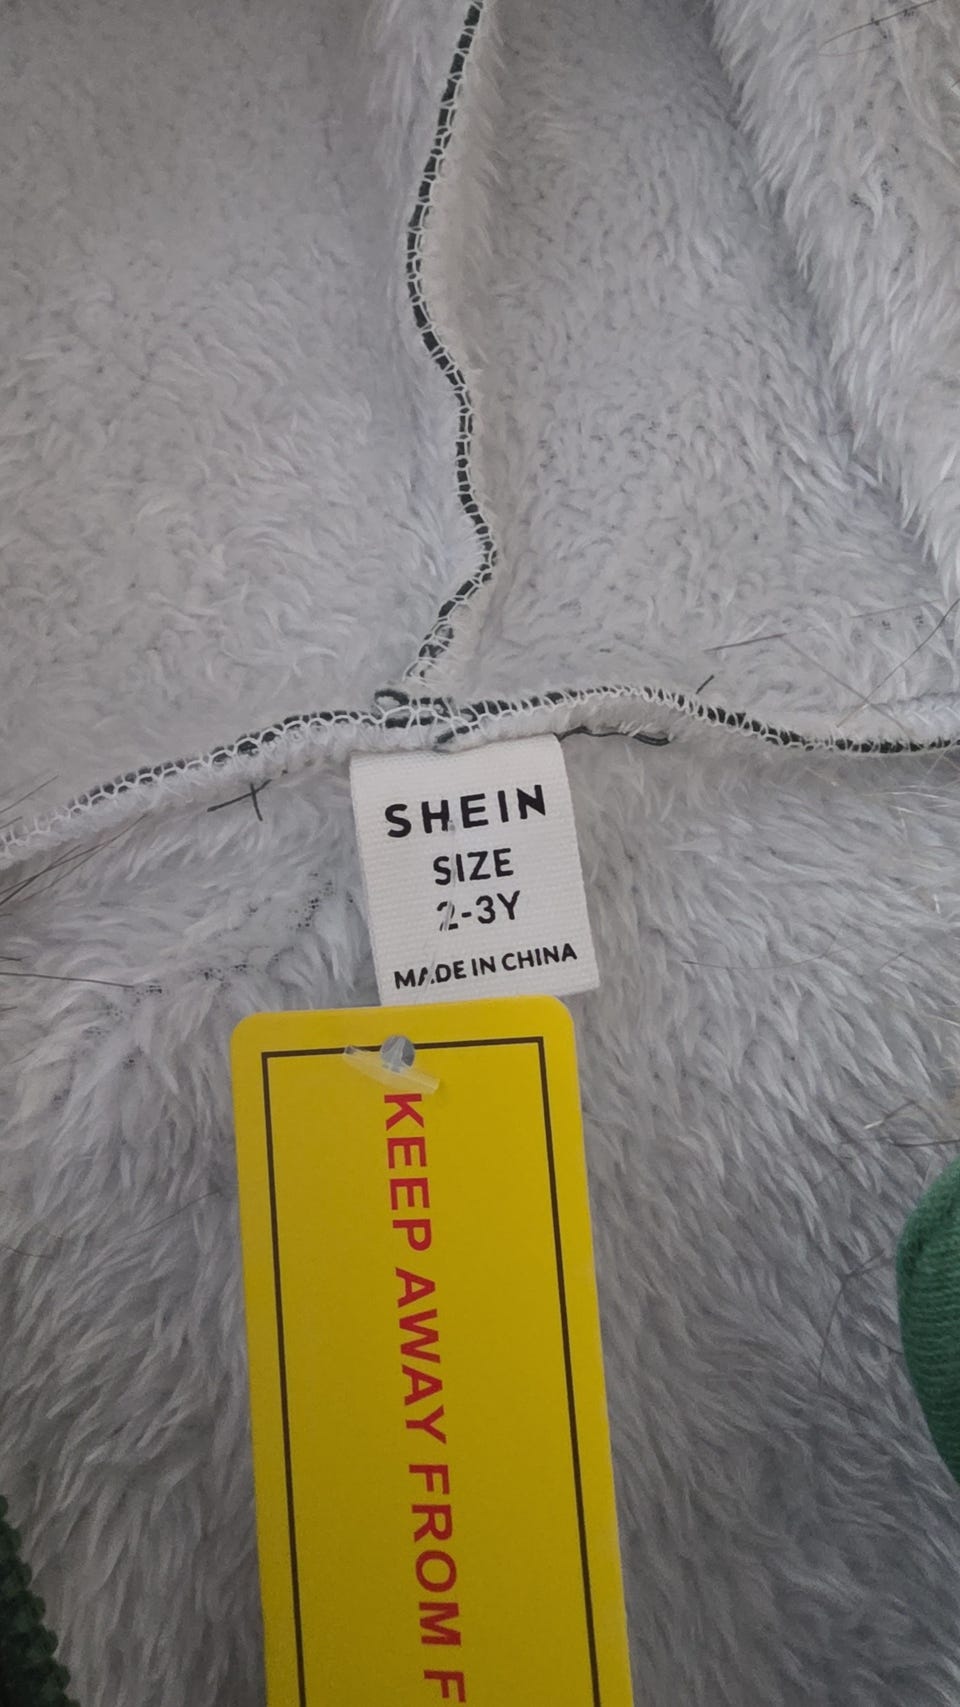 SHEIN
SIZE
2-3Y
MADE IN CHINA
KEEP AWAY FROM F